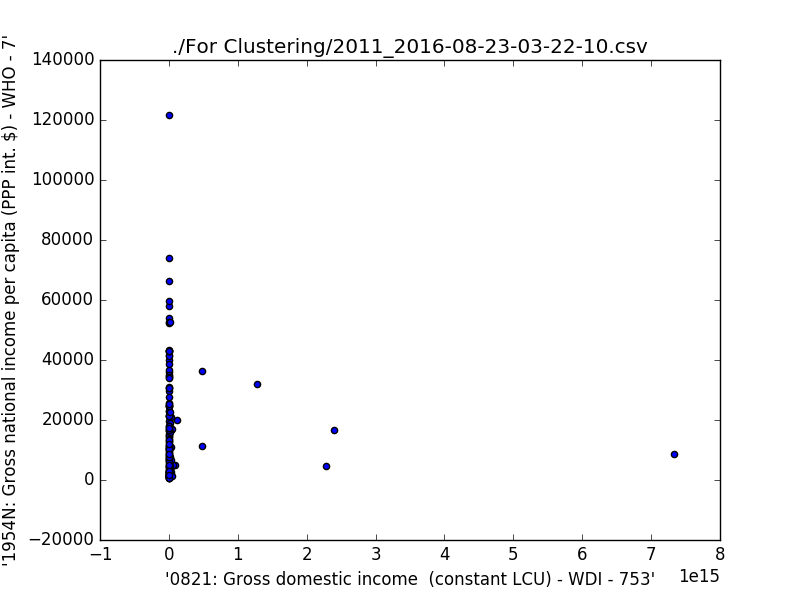 ./For Clustering/2011_2016-08-23-03-22-10.csv
'1954N: Gross national income per capita (PPP int. $) - WHO - 7'
140000
120000
100000
80000
60000
40000
20000
0
−20000
−1 0 1 2 3 4 5 6 7 8
1e15
'0821: Gross domestic income  (constant LCU) - WDI - 753'